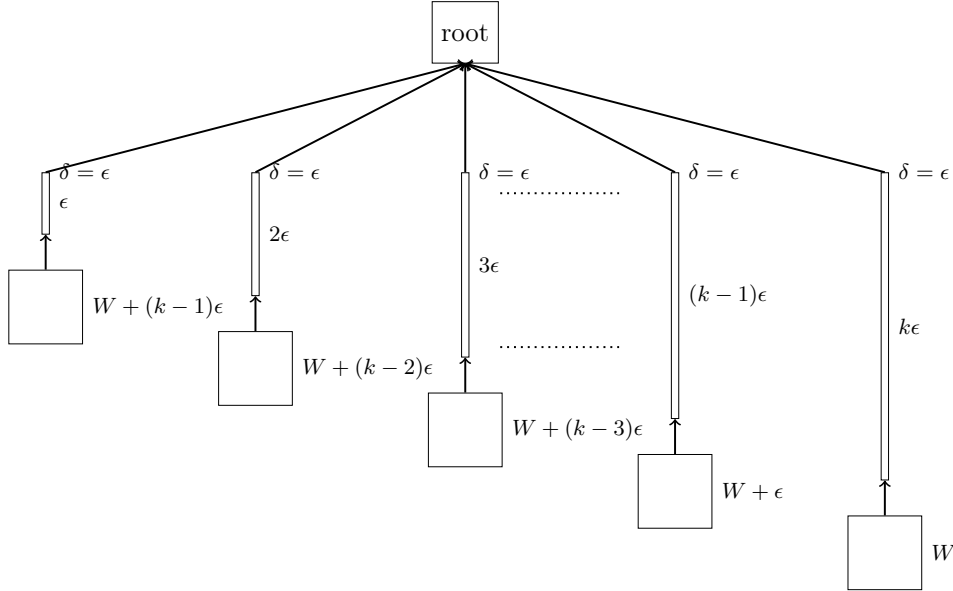 root
δ = ϵ
δ = ϵ
δ = ϵ
δ = ϵ
δ = ϵ
ϵ
2ϵ
3ϵ
(k − 1)ϵ
kϵ
W + (k − 1)ϵ
W + (k − 2)ϵ
W + (k − 3)ϵ
W + ϵ
W